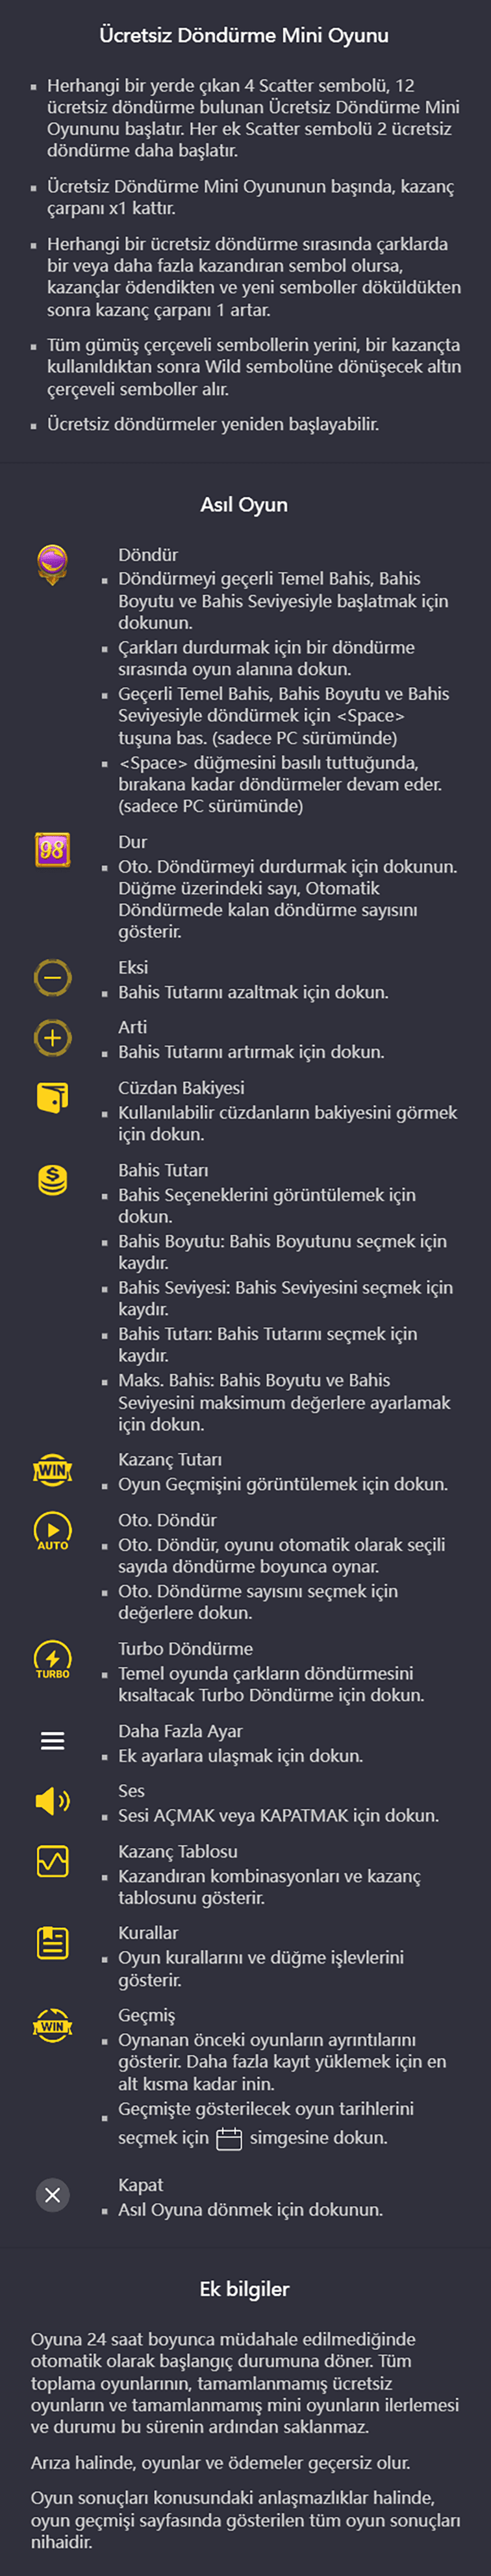 Ücretsiz Döndürme Mini Oyunu
Herhangi bir yerde çıkan 4 Scatter sembolü, 12
ücretsiz döndürme bulunan Ücretsiz Döndürme Mini
Oyununu başlatır. Her ek Scatter sembolü 2 ücretsiz
döndürme daha başlatır.
Ücretsiz Döndürme Mini Oyununun başında, kazanç
çarpanı x1 kattır.
Herhangi bir ücretsiz döndürme sırasında çarklarda
bir veya daha fazla kazandıran sembol olursa,
kazançlar ödendikten ve yeni semboller döküldükten
sonra kazanç çarpanı 1 artar.
Tüm gümüş çerçeveli sembollerin yerini, bir kazançta
kullanıldıktan sonra Wild sembolüne dönüşecek altın
çerçeveli semboller alır.
Ücretsiz döndürmeler yeniden başlayabilir.
Asıl Oyun
Döndür
Döndürmeyi geçerli Temel Bahis, Bahis
Boyutu ve Bahis Seviyesiyle başlatmak için
dokunun.
Çarkları durdurmak için bir döndürme
sırasında oyun alanına dokun.
Geçerli Temel Bahis, Bahis Boyutu ve Bahis
Seviyesiyle döndürmek için <Space>
tuşuna bas. (sadece PC sürümünde)
<Space> düğmesini basılı tuttuğunda,
bırakana kadar döndürmeler devam eder.
(sadece PC sürümünde)
98
Dur
Oto. Döndürmeyi durdurmak için dokunun.
Düğme üzerindeki sayı, Otomatik
Döndürmede kalan döndürme sayısını
gösterir.
Eksi
Bahis Tutarını azaltmak için dokun.
Arti
Bahis Tutarını artırmak için dokun.
Cüzdan Bakiyesi
Kullanılabilir cüzdanların bakiyesini görmek
için dokun.
Bahis Tutarı
Bahis Seçeneklerini görüntülemek için
dokun.
Bahis Boyutu: Bahis Boyutunu seçmek için
kaydır.
Bahis Seviyesi: Bahis Seviyesini seçmek için
kaydır.
Bahis Tutarı: Bahis Tutarını seçmek için
kaydır.
Maks. Bahis: Bahis Boyutu ve Bahis
Seviyesini maksimum değerlere ayarlamak
için dokun.
WIN
Kazanç Tutarı
Oyun Geçmişini görüntülemek için dokun.
AUTO
Oto. Döndür
Oto. Döndür, oyunu otomatik olarak seçili
sayıda döndürme boyunca oynar.
Oto. Döndürme sayısını seçmek için
değerlere dokun.
TURBO
Turbo Döndürme
Temel oyunda çarkların döndürmesini
kısaltacak Turbo Döndürme için dokun.
Daha Fazla Ayar
Ek ayarlara ulaşmak için dokun.
Ses
Sesi AÇMAK veya KAPATMAK için dokun.
Kazanç Tablosu
Kazandıran kombinasyonları ve kazanç
tablosunu gösterir.
Kurallar
Oyun kurallarını ve düğme işlevlerini
gösterir.
WIN
Geçmiş
Oynanan önceki oyunların ayrıntılarını
gösterir. Daha fazla kayıt yüklemek için en
alt kısma kadar inin.
Geçmişte gösterilecek oyun tarihlerini
seçmek için simgesine dokun.
Kapat
Asıl Oyuna dönmek için dokunun.
Ek bilgiler
Oyuna 24 saat boyunca müdahale edilmediğinde
otomatik olarak başlangıç durumuna döner. Tüm
toplama oyunlarının, tamamlanmamış ücretsiz
oyunların ve tamamlanmamış mini oyunların ilerlemesi
ve durumu bu sürenin ardından saklanmaz.
Arıza halinde, oyunlar ve ödemeler geçersiz olur.
Oyun sonuçları konusundaki anlaşmazlıklar halinde,
oyun geçmişi sayfasında gösterilen tüm oyun sonuçları
nihaidir.